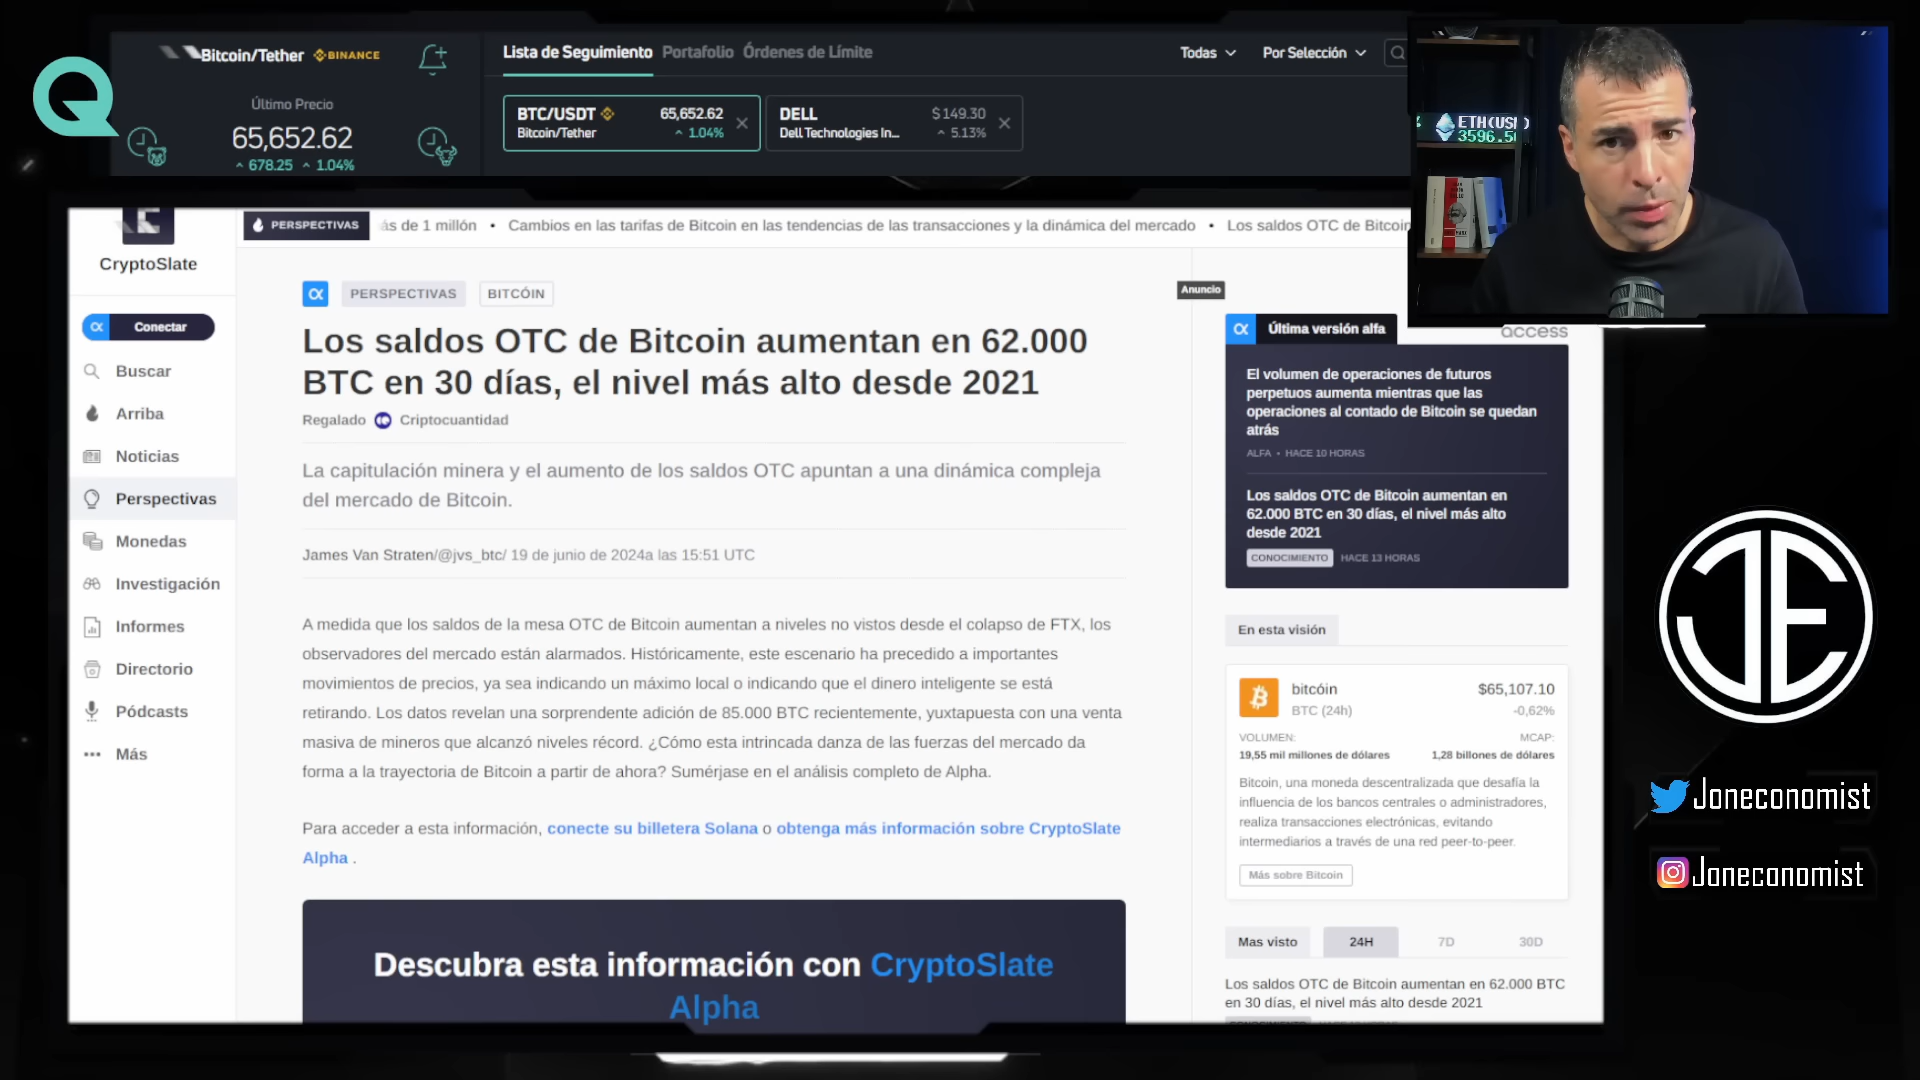 Bitcoin/Tether BINANCE
Último Precio
65,652.62
678.25 1.04%
Lista de Seguimiento Portafolio Órdenes de Límite
Todas Por Selección
BTC/USDT 65,652.62
Bitcoin/Tether 1.04%
DELL $149.30
Dell Technologies In... 5.13%
ETH(USD)
3596.5
CryptoSlate
Conectar
Buscar
Arriba
Noticias
Perspectivas
Monedas
Investigación
Informes
Directorio
Pódcasts
Más
PERSPECTIVAS ás de 1 millón • Cambios en las tarifas de Bitcoin en las tendencias de las transacciones y la dinámica del mercado • Los saldos OTC de Bitcoin
α PERSPECTIVAS BITCÓIN
Los saldos OTC de Bitcoin aumentan en 62.000
BTC en 30 días, el nivel más alto desde 2021
Regalado Criptocuantidad
La capitulación minera y el aumento de los saldos OTC apuntan a una dinámica compleja
del mercado de Bitcoin.
James Van Straten/@jvs_btc/ 19 de junio de 2024a las 15:51 UTC
A medida que los saldos de la mesa OTC de Bitcoin aumentan a niveles no vistos desde el colapso de FTX, los
observadores del mercado están alarmados. Históricamente, este escenario ha precedido a importantes
movimientos de precios, ya sea indicando un máximo local o indicando que el dinero inteligente se está
retirando. Los datos revelan una sorprendente adición de 85.000 BTC recientemente, yuxtapuesta con una venta
masiva de mineros que alcanzó niveles récord. ¿Cómo esta intrincada danza de las fuerzas del mercado da
forma a la trayectoria de Bitcoin a partir de ahora? Sumérjase en el análisis completo de Alpha.
Para acceder a esta información, conecte su billetera Solana o obtenga más información sobre CryptoSlate
Alpha .
Descubra esta información con CryptoSlate
Alpha
Anuncio
α Última versión alfa
access
El volumen de operaciones de futuros
perpetuos aumenta mientras que las
operaciones al contado de Bitcoin se quedan
atrás
ALFA • HACE 10 HORAS
Los saldos OTC de Bitcoin aumentan en
62.000 BTC en 30 días, el nivel más alto
desde 2021
CONOCIMIENTO HACE 13 HORAS
En esta visión
bitcóin $65,107.10
BTC (24h) -0,62%
VOLUMEN: MCAP:
19,55 mil millones de dólares 1,28 billones de dólares
Bitcoin, una moneda descentralizada que desafía la
influencia de los bancos centrales o administradores,
realiza transacciones electrónicas, evitando
intermediarios a través de una red peer-to-peer.
Más sobre Bitcoin
Mas visto 24H 7D 30D
Los saldos OTC de Bitcoin aumentan en 62.000 BTC
en 30 días, el nivel más alto desde 2021
JE
Joneconomist
Joneconomist